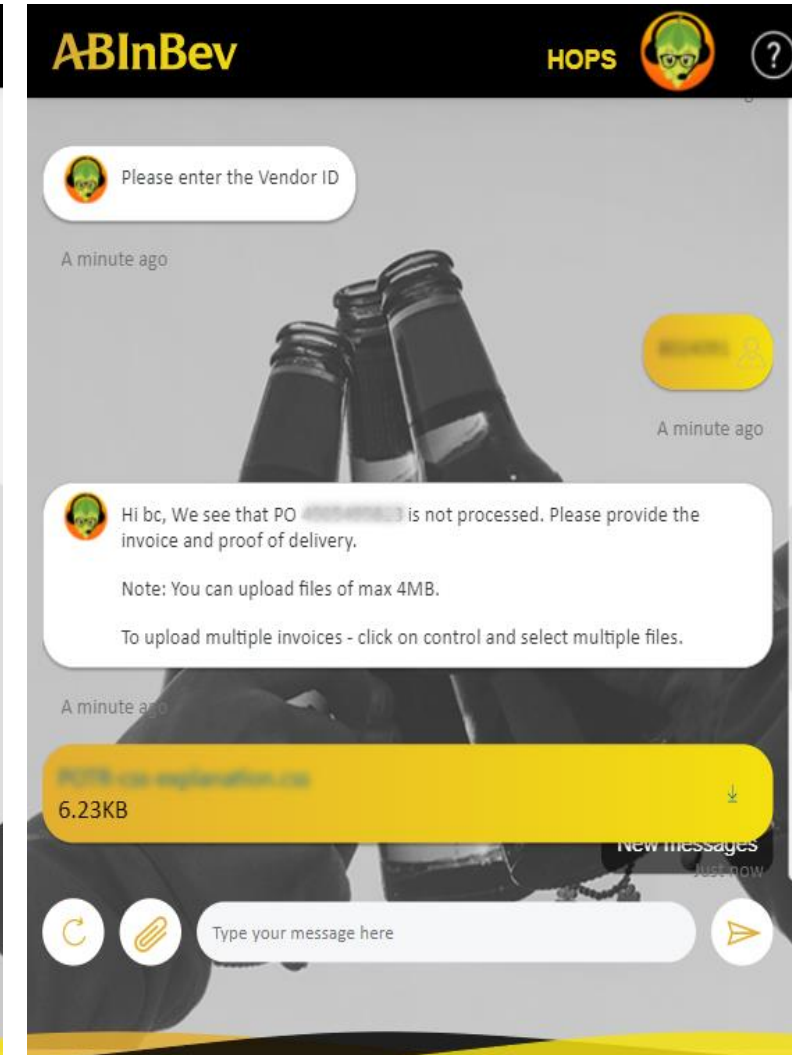 ABInBev
HOPS
?
Please enter the Vendor ID
A minute ago
A minute ago
Hi bc, We see that PO is not processed. Please provide the
invoice and proof of delivery.
Note: You can upload files of max 4MB.
To upload multiple invoices - click on control and select multiple files.
A minute ago
6.23KB
New messages
Just now
Type your message here